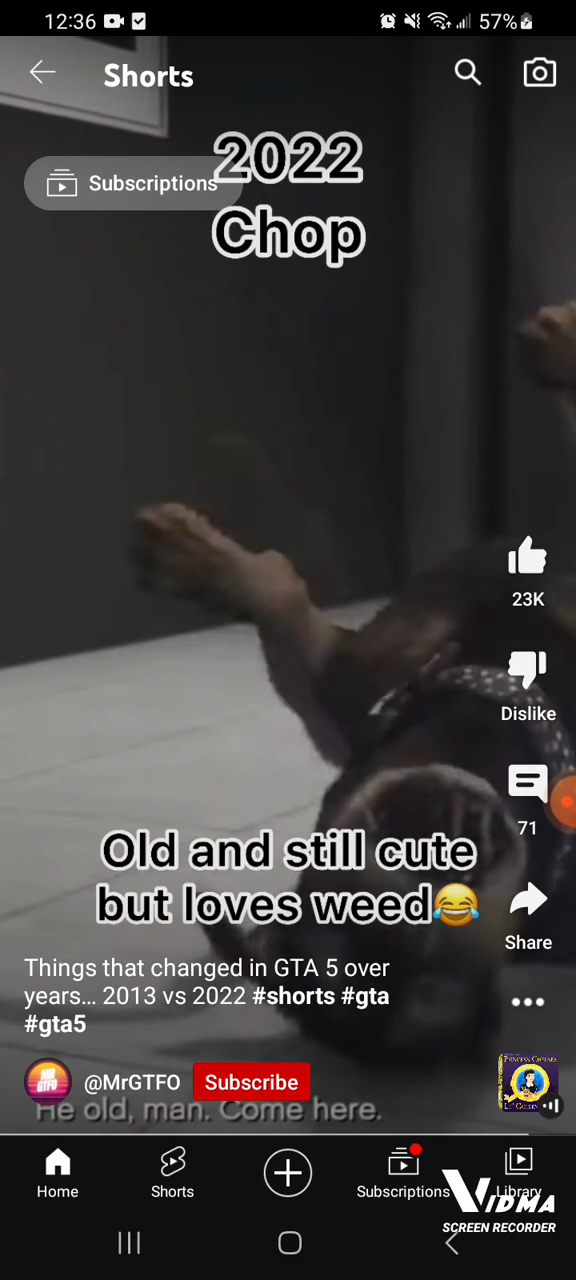 12:36
57%
Shorts
2022
Subscriptions
Chop
23K
Dislike
71
Old and still cute
but loves weed😂
Share
Things that changed in GTA 5 over
years... 2013 vs 2022 #shorts #gta
#gta5
@MrGTFO
Subscribe
He old, man. Come here.
Home
Shorts
Subscriptions
Library
VIDMA
SCREEN RECORDER